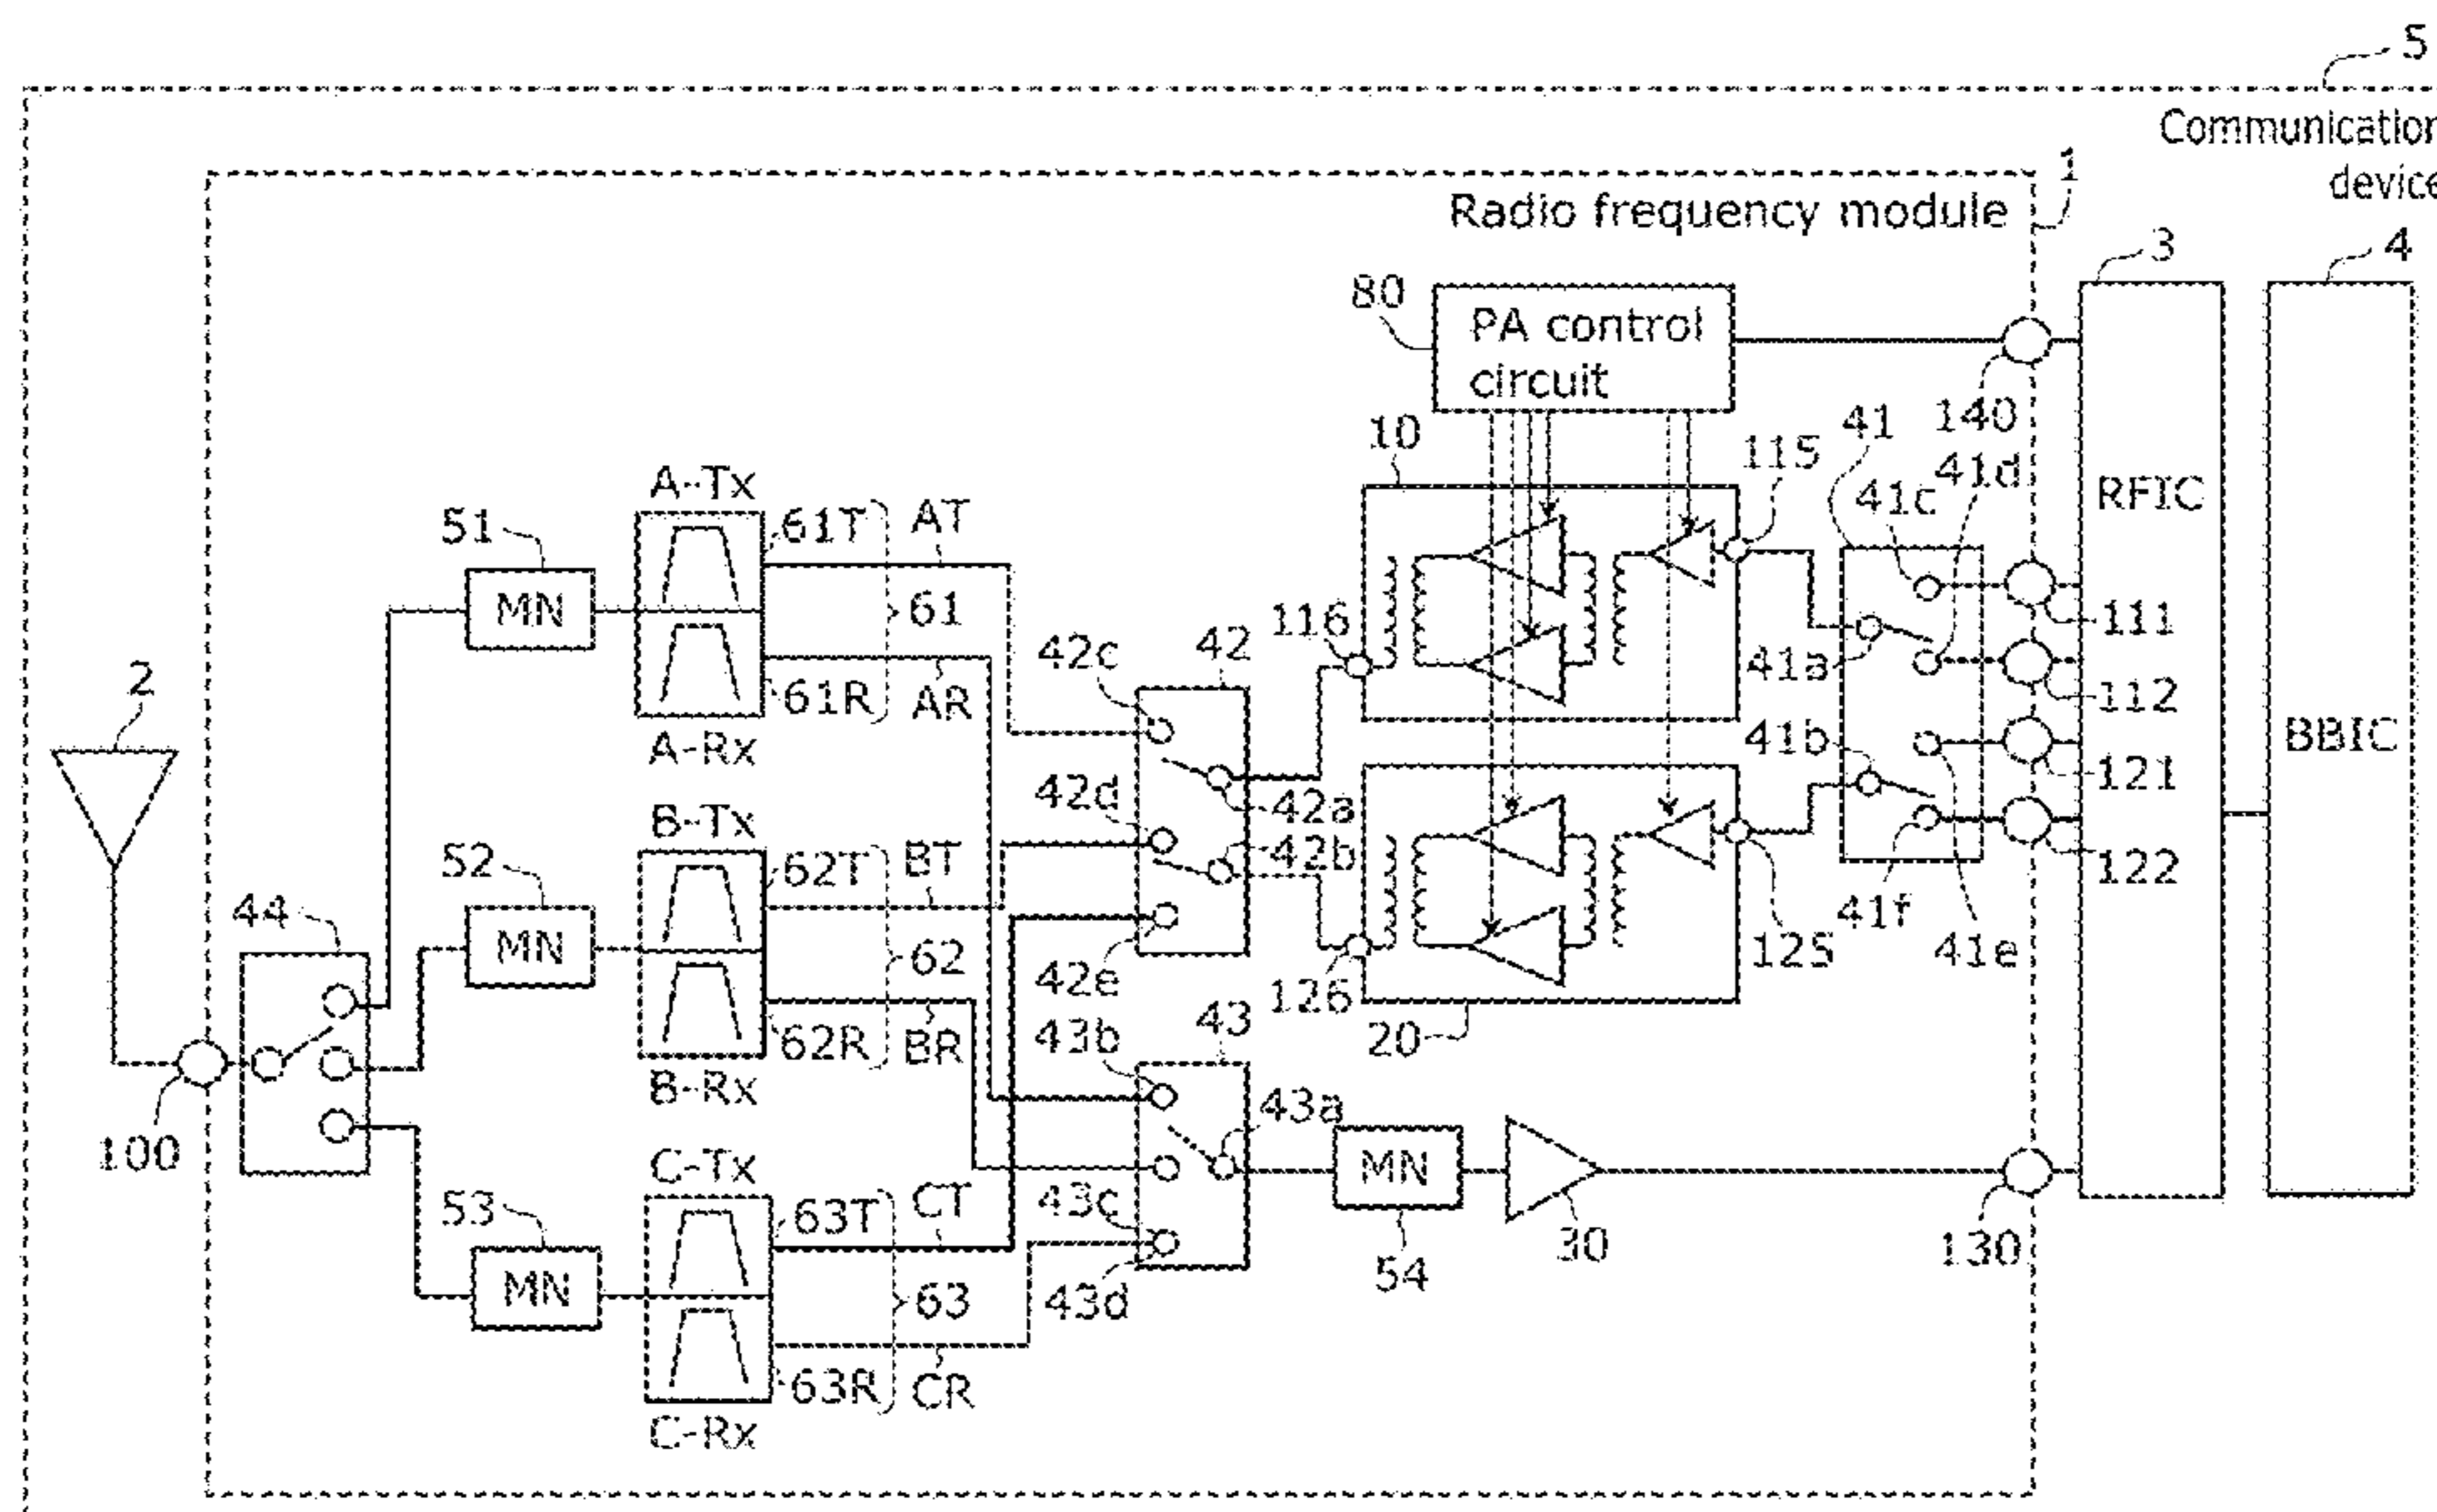 5
Communication
device
1
Radio frequency module
3
4
80
PA control
circuit
140
10
115
41
41c
41d
RFIC
A-Tx
51
61T
AT
MN
61
116
111
42c
42
41a
61R
AR
112
2
A-Rx
41b
BBIC
42d
42a
121
B-Tx
52
62T
BT
42b
122
44
MN
62
42e
126
125
41f
41e
62R
BR
43b
43
20
B-Rx
100
43a
C-Tx
MN
53
63T
CT
43c
54
30
130
MN
63
43d
63R
CR
C-Rx